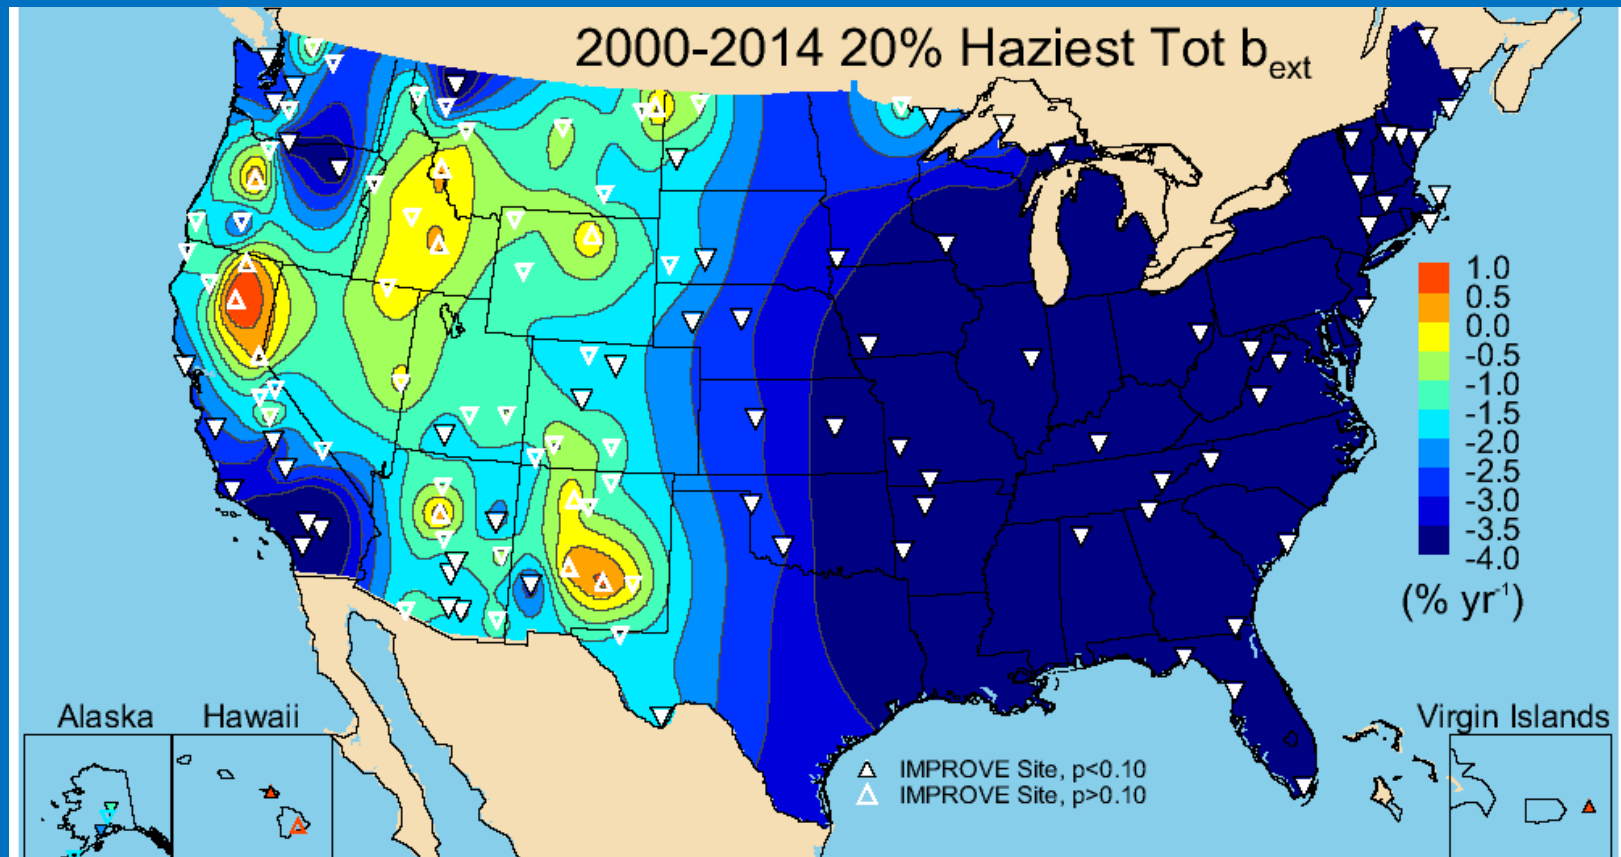 2000-2014 20% Haziest Tot bext
1.0
0.5
0.0
-0.5
-1.0
-1.5
-2.0
-2.5
-3.0
-3.5
-4.0
(% yr-1)
Alaska
Hawaii
Virgin Islands
IMPROVE Site, p<0.10
IMPROVE Site, p>0.10